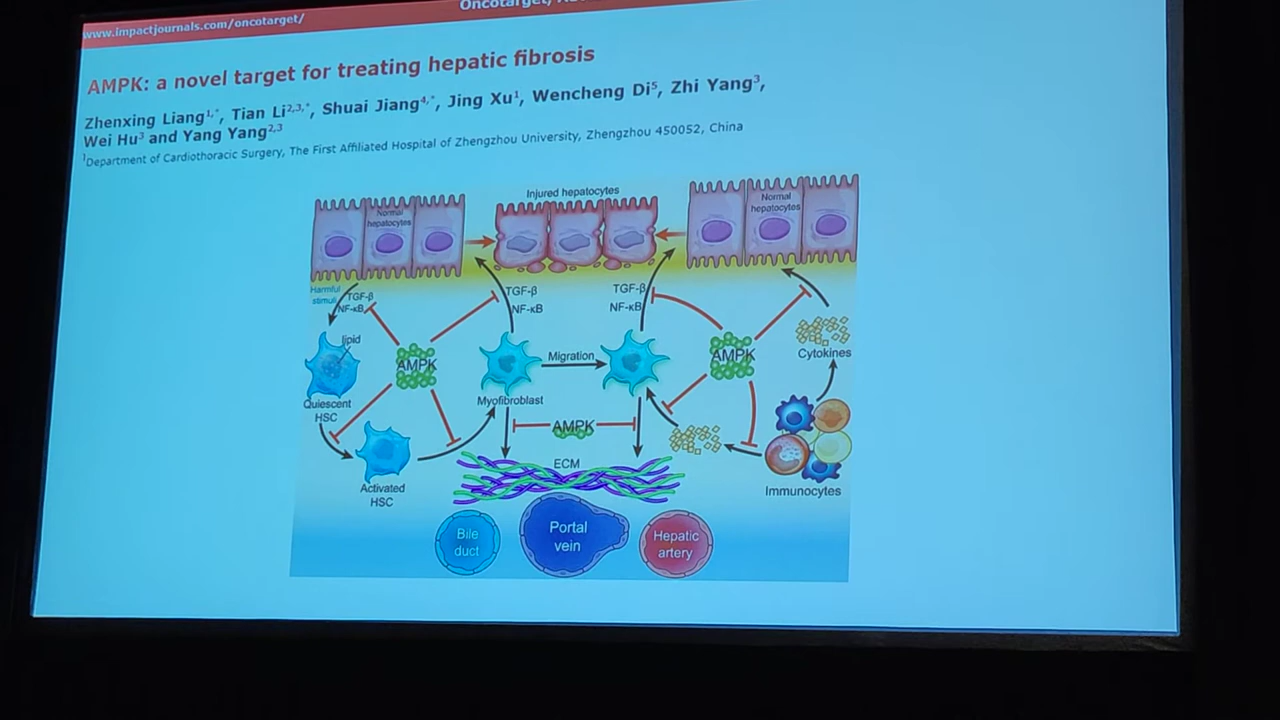 www.impactjournals.com/oncotarget/
AMPK: a novel target for treating hepatic fibrosis
Zhenxing Liang1,*, Tian Li2,3,*, Shuai Jiang4,*, Jing Xu1, Wencheng Di5, Zhi Yang3,
Wei Hu3 and Yang Yang2,3
1Department of Cardiothoracic Surgery, The First Affiliated Hospital of Zhengzhou University, Zhengzhou 450052, China
Injured hepatocytes
Normal
hepatocytes
Normal
hepatocytes
Harmful
stimuli
TGF-β
NF-κB
TGF-β
NF-κB
TGF-β
NF-κB
lipid
AMPK
Migration
AMPK
Cytokines
Quiescent
HSC
Myofibroblast
AMPK
ECM
Activated
HSC
Immunocytes
Bile
duct
Portal
vein
Hepatic
artery